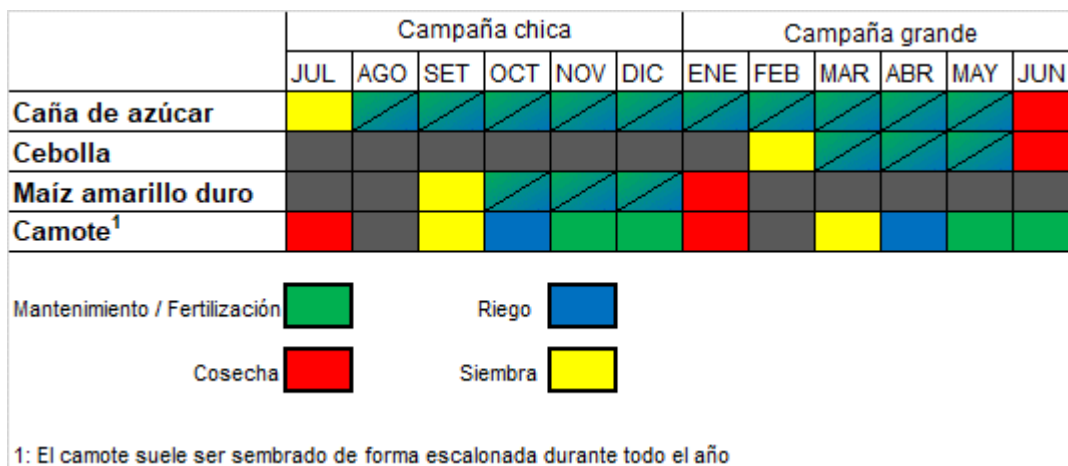 Campaña chica Campaña grande
JUL AGO SET OCT NOV DIC ENE FEB MAR ABR MAY JUN
Caña de azúcar
Cebolla
Maíz amarillo duro
Camote¹
Mantenimiento / Fertilización Riego
Cosecha Siembra
1: El camote suele ser sembrado de forma escalonada durante todo el año